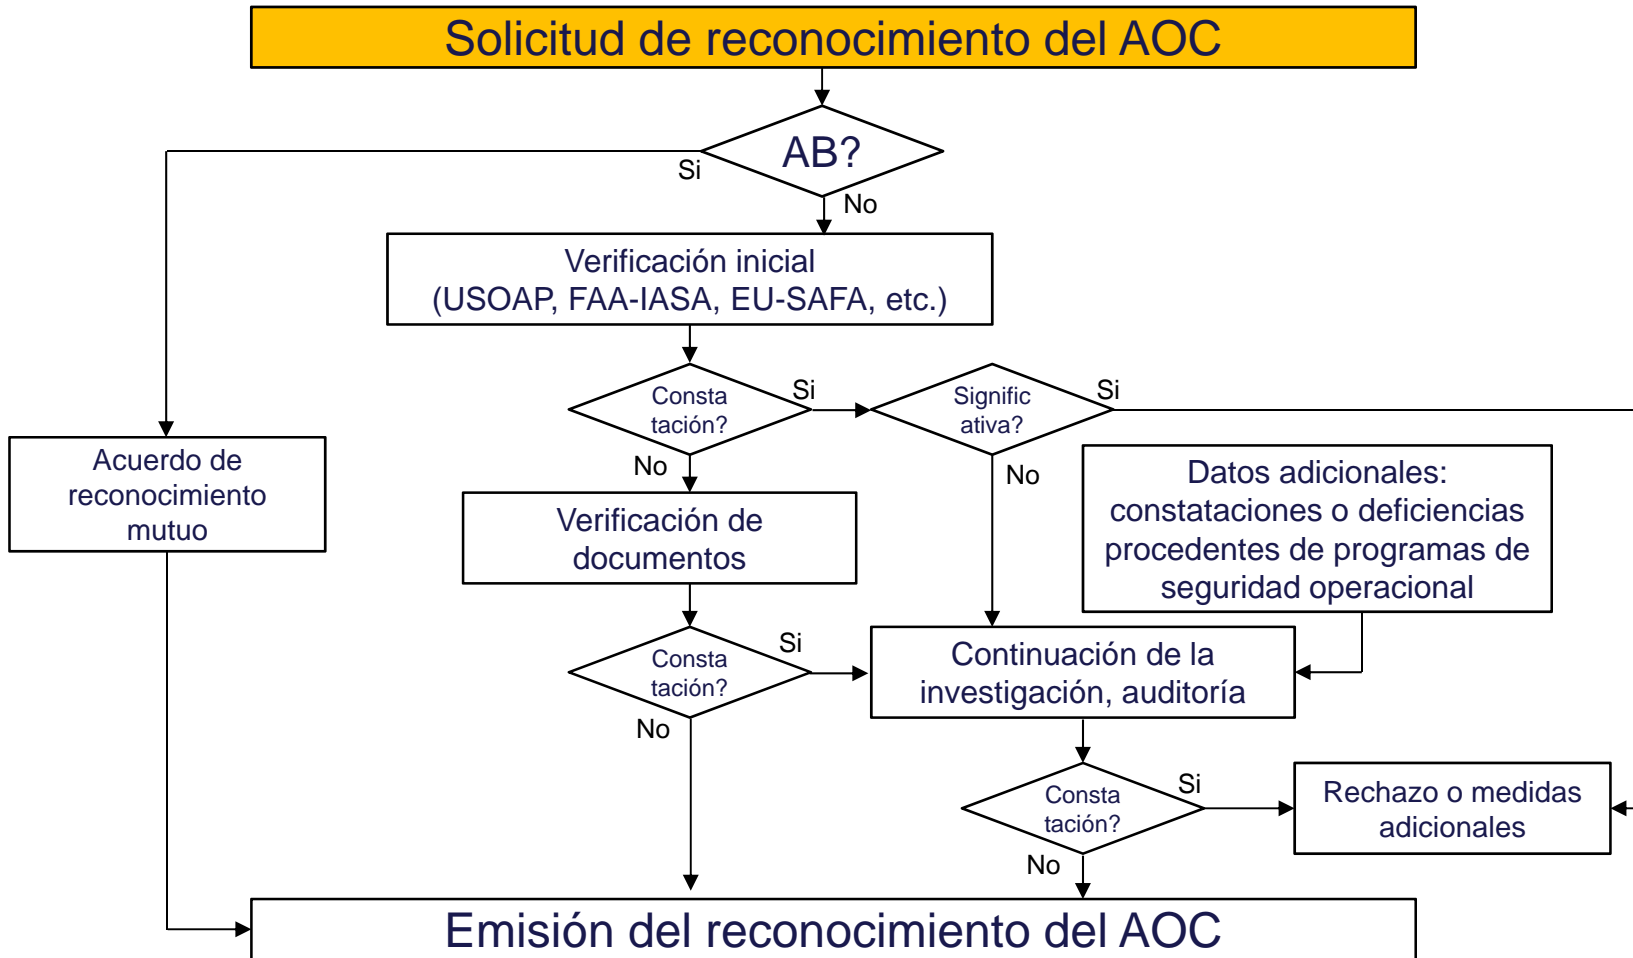 Solicitud de reconocimiento del AOC
AB?
Si
No
Verificación inicial
(USOAP, FAA-IASA, EU-SAFA, etc.)
Consta
tación?
Si
Signific
ativa?
Si
No
No
Acuerdo de
reconocimiento
mutuo
Verificación de
documentos
Datos adicionales:
constataciones o deficiencias
procedentes de programas de
seguridad operacional
Consta
tación?
Si
No
Continuación de la
investigación, auditoría
Consta
tación?
Si
No
Rechazo o medidas
adicionales
Emisión del reconocimiento del AOC